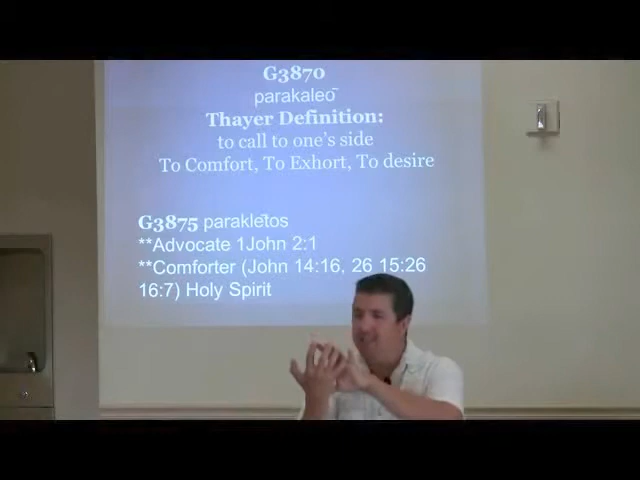 G3870
parakaleō
Thayer Definition:
to call to one's side
To Comfort, To Exhort, To desire
G3875 paraklētos
**Advocate 1John 2:1
**Comforter (John 14:16, 26 15:26
16:7) Holy Spirit